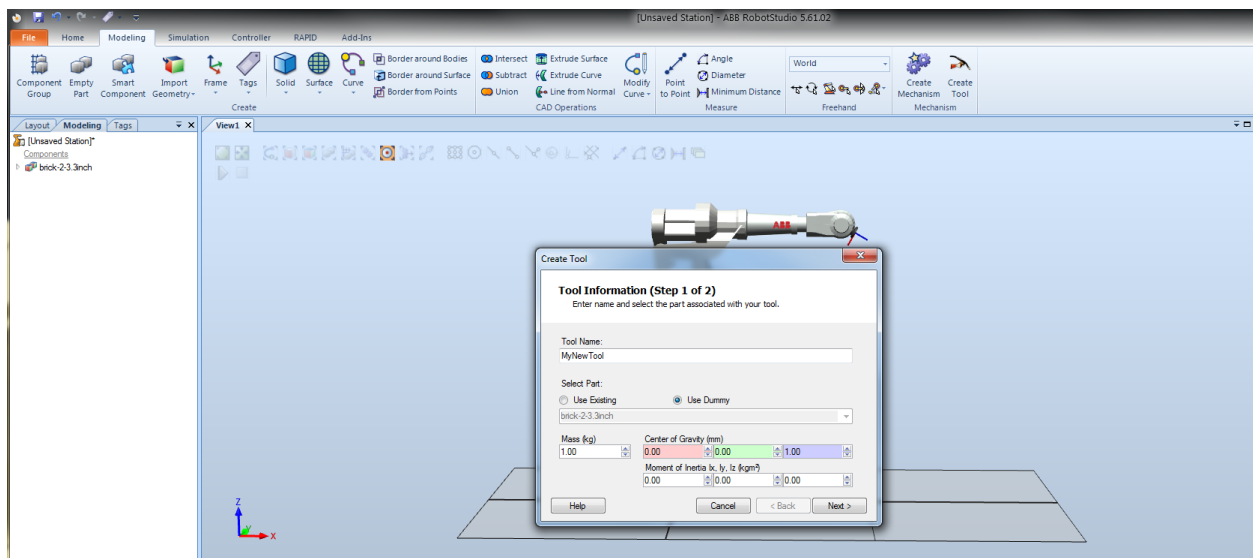 [Unsaved Station] - ABB RobotStudio 5.61.02
File Home Modeling Simulation Controller RAPID Add-Ins
Component Group
Empty Part
Smart Component
Import Geometry
Frame
Tags
Solid
Surface
Curve
Border around Bodies
Border around Surface
Border from Points
Create
Intersect
Subtract
Union
Extrude Surface
Extrude Curve
Line from Normal
Modify Curve
CAD Operations
Point to Point
Angle
Diameter
Minimum Distance
Measure
World
Freehand
Create Mechanism
Create Tool
Mechanism
Layout Modeling Tags
View1
[Unsaved Station]*
Components
brick-2-3.3inch
ABB
Create Tool
Tool Information (Step 1 of 2)
Enter name and select the part associated with your tool.
Tool Name:
MyNewTool
Select Part:
Use Existing Use Dummy
brick-2-3.3inch
Mass (kg) Center of Gravity (mm)
1.00 0.00 0.00 1.00
Moment of Inertia Ix, Iy, Iz (kgm²)
0.00 0.00 0.00
Help Cancel < Back Next >
Z
Y
X